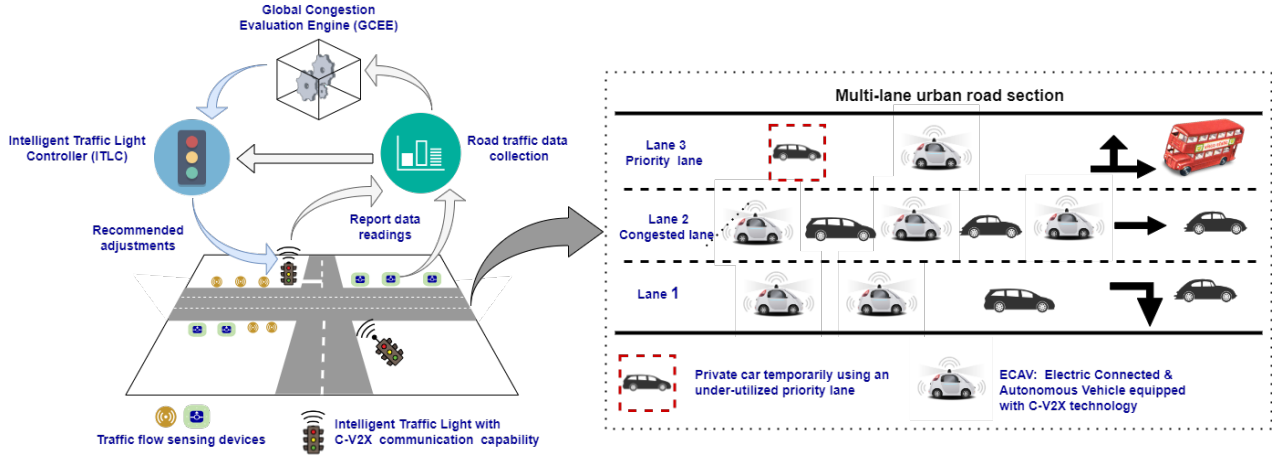 Global Congestion
Evaluation Engine (GCEE)
Intelligent Traffic Light
Controller (ITLC)
Road traffic data
collection
Recommended
adjustments
Report data
readings
Traffic flow sensing devices
Intelligent Traffic Light with
C-V2X communication capability
Multi-lane urban road section
Lane 3
Priority lane
Lane 2
Congested lane
Lane 1
Private car temporarily using an
under-utilized priority lane
ECAV: Electric Connected &
Autonomous Vehicle equipped
with C-V2X technology